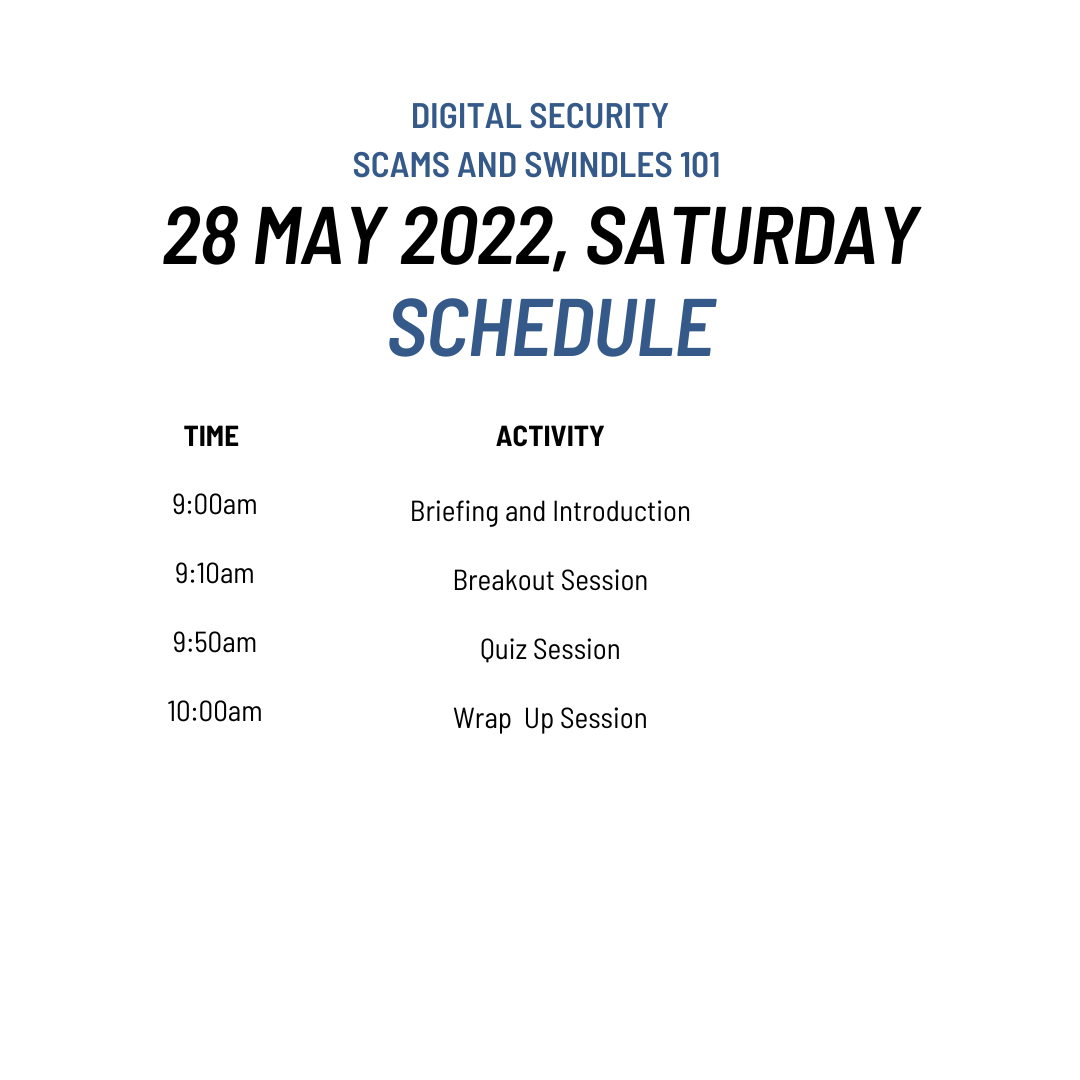 DIGITAL SECURITY
SCAMS AND SWINDLES 101
28 MAY 2022, SATURDAY
SCHEDULE
TIME ACTIVITY
9:00am Briefing and Introduction
9:10am Breakout Session
9:50am Quiz Session
10:00am Wrap  Up Session